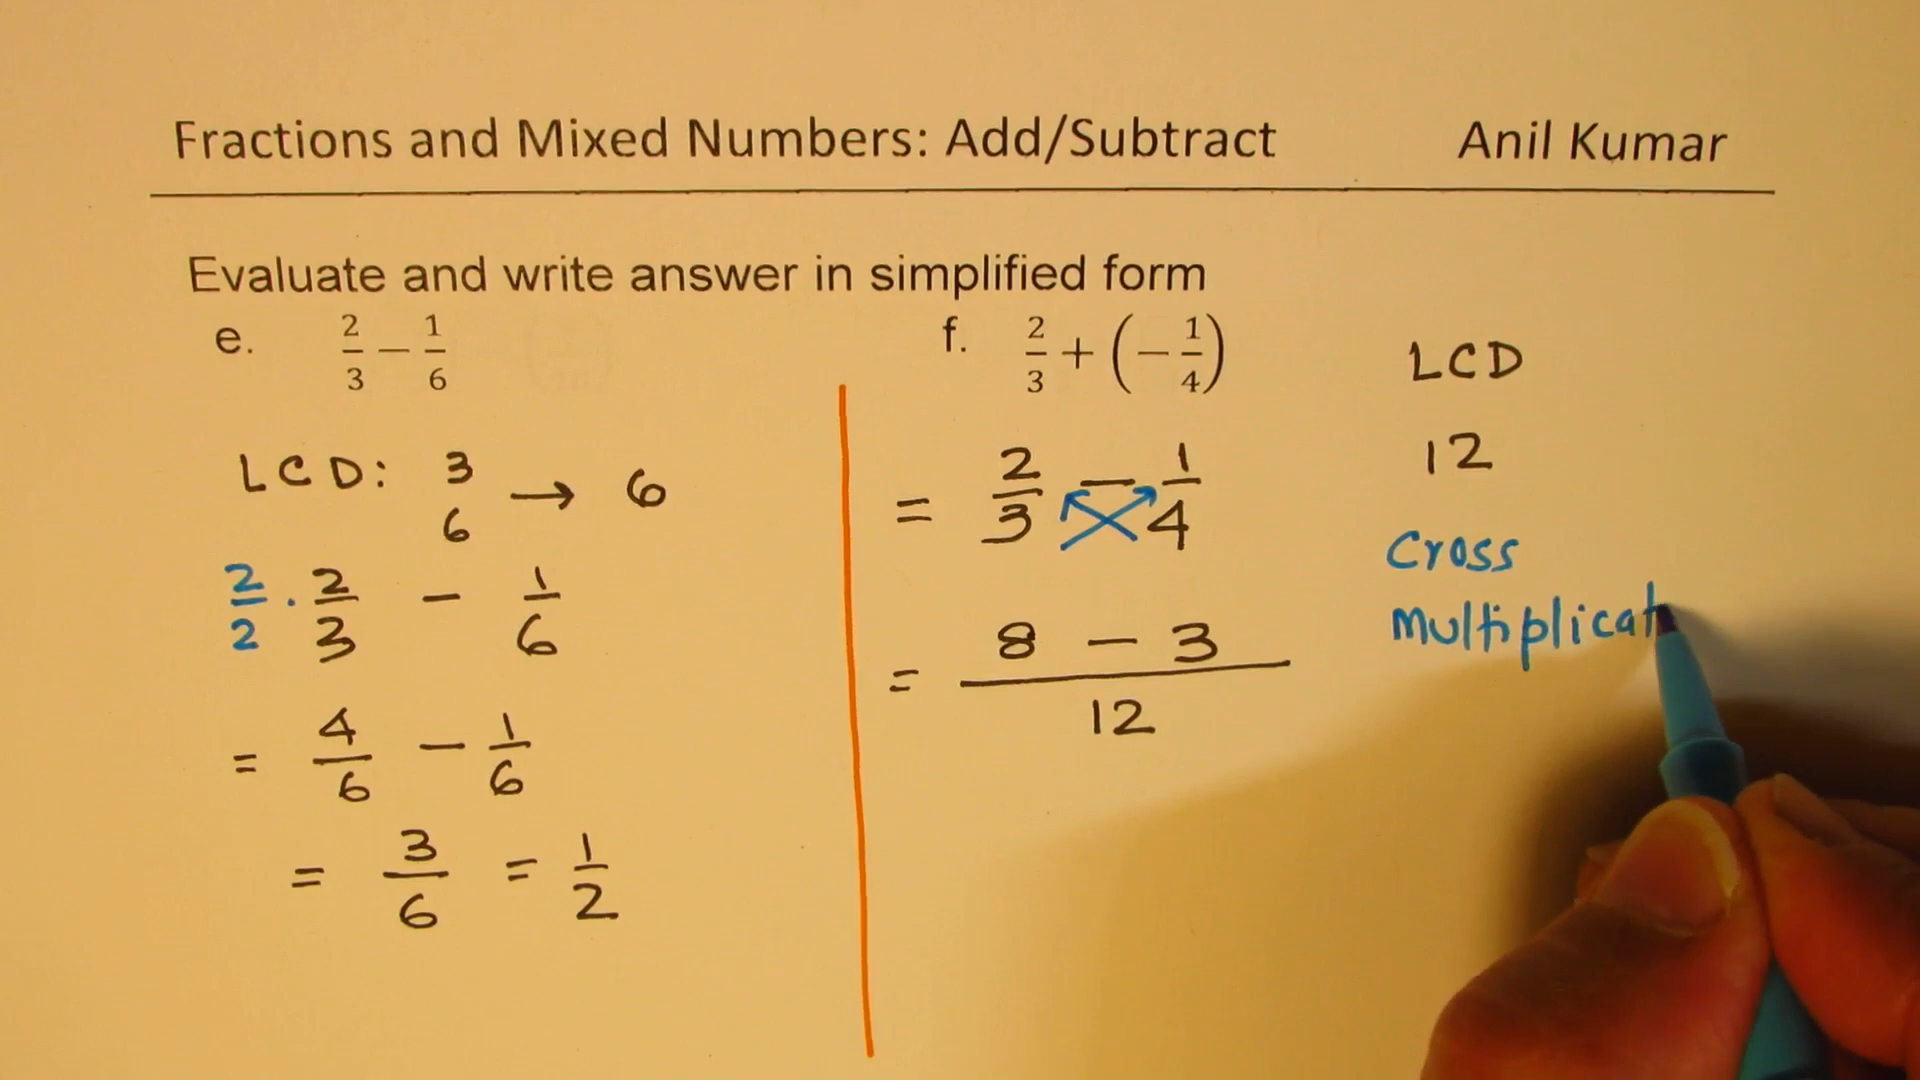 Fractions and Mixed Numbers: Add/Subtract Anil Kumar
Evaluate and write answer in simplified form
e. 2/3 − 1/6
LCD: 3 6 → 6
2/2 · 2/3 − 1/6
= 4/6 − 1/6
= 3/6 = 1/2
f. 2/3 + (−1/4)
= 2/3 − 1/4
= 8 − 3 / 12
LCD
12
Cross
Multiplicat